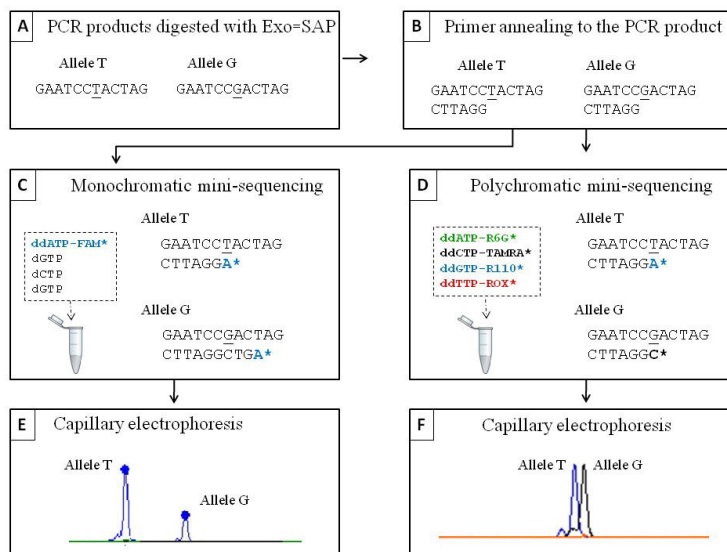 A PCR products digested with Exo=SAP
Allele T Allele G
GAATCCTACTAG GAATCCGACTAG
B Primer annealing to the PCR product
Allele T Allele G
GAATCCTACTAG GAATCCGACTAG
CTTAGG CTTAGG
C Monochromatic mini-sequencing
ddATP-FAM*
dGTP
dCTP
dGTP
Allele T
GAATCCTACTAG
CTTAGGA*
Allele G
GAATCCGACTAG
CTTAGGCTGA*
D Polychromatic mini-sequencing
ddATP-R6G*
ddCTP-TAMRA*
ddGTP-R110*
ddTTP-ROX*
Allele T
GAATCCTACTAG
CTTAGGA*
Allele G
GAATCCGACTAG
CTTAGGC*
E Capillary electrophoresis
Allele T
Allele G
F Capillary electrophoresis
Allele T Allele G